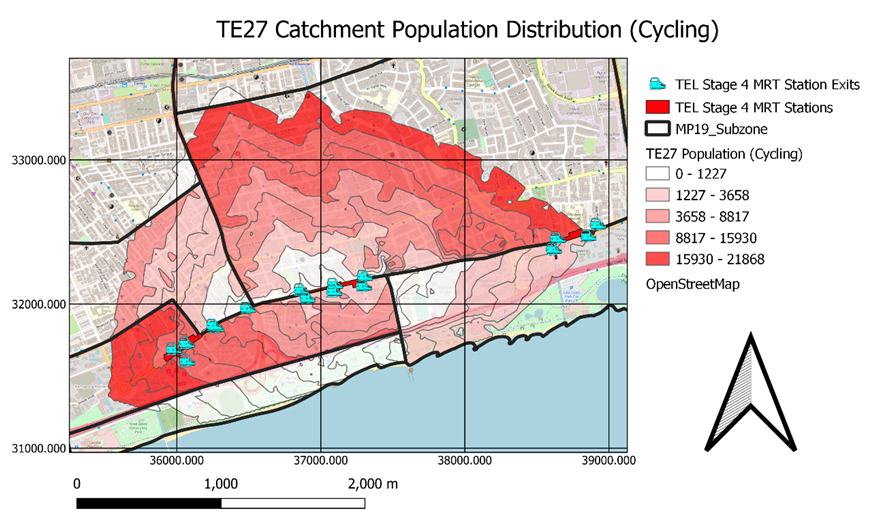 TE27 Catchment Population Distribution (Cycling)
TEL Stage 4 MRT Station Exits
TEL Stage 4 MRT Stations
MP19_Subzone
TE27 Population (Cycling)
0 - 1227
1227 - 3658
3658 - 8817
8817 - 15930
15930 - 21868
OpenStreetMap
33000.000
32000.000
31000.000
36000.000
37000.000
38000.000
39000.000
0
1,000
2,000 m